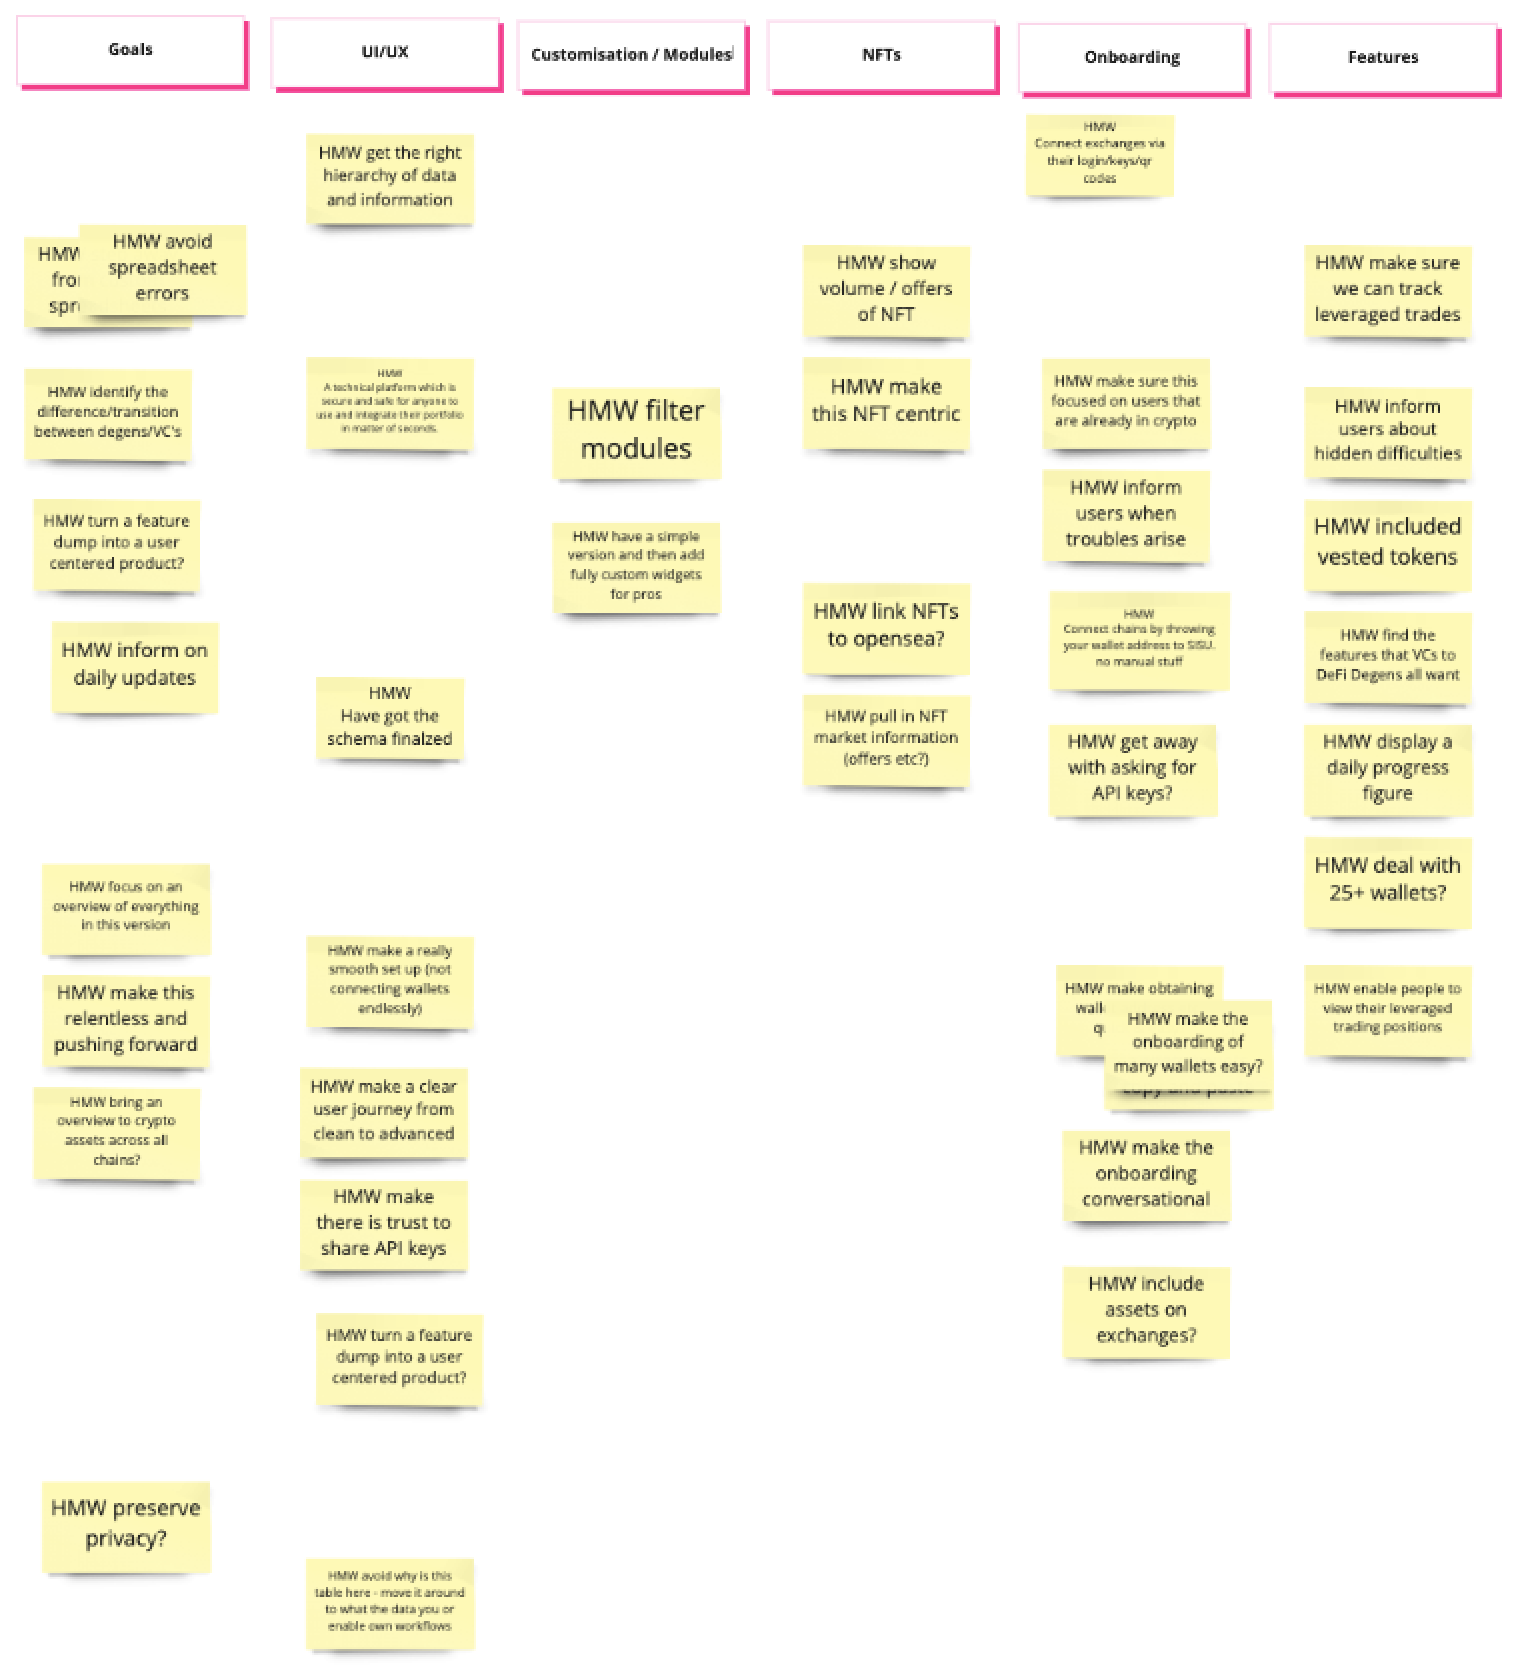 Goals
UI/UX
Customisation / Modules
NFTs
Onboarding
Features
HMW
fro
spr
HMW avoid
spreadsheet
errors
HMW identify the
difference/transition
between degens/VC's
HMW turn a feature
dump into a user
centered product?
HMW inform on
daily updates
HMW focus on an
overview of everything
in this version
HMW make this
relentless and
pushing forward
HMW bring an
overview to crypto
assets across all
chains?
HMW preserve
privacy?
HMW get the right
hierarchy of data
and information
HMW
A technical platform which is
secure and safe for anyone to
use and integrate their portfolio
in matter of seconds.
HMW
Have got the
schema finalzed
HMW make a really
smooth set up (not
connecting wallets
endlessly)
HMW make a clear
user journey from
clean to advanced
HMW make
there is trust to
share API keys
HMW turn a feature
dump into a user
centered product?
HMW avoid why is this
table here - move it around
to what the data you or
enable own workflows
HMW filter
modules
HMW have a simple
version and then add
fully custom widgets
for pros
HMW show
volume / offers
of NFT
HMW make
this NFT centric
HMW link NFTs
to opensea?
HMW pull in NFT
market information
(offers etc?)
HMW
Connect exchanges via
their login/keys/qr
codes
HMW make sure this
focused on users that
are already in crypto
HMW inform
users when
troubles arise
HMW
Connect chains by throwing
your wallet address to SISU.
no manual stuff
HMW get away
with asking for
API keys?
HMW make obtaining
wall
q
HMW make the
onboarding of
many wallets easy?
copy and paste
HMW make the
onboarding
conversational
HMW include
assets on
exchanges?
HMW make sure
we can track
leveraged trades
HMW inform
users about
hidden difficulties
HMW included
vested tokens
HMW find the
features that VCs to
DeFi Degens all want
HMW display a
daily progress
figure
HMW deal with
25+ wallets?
HMW enable people to
view their leveraged
trading positions